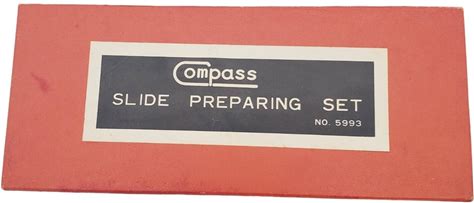 Compass
SLIDE PREPARING SET
NO. 5993